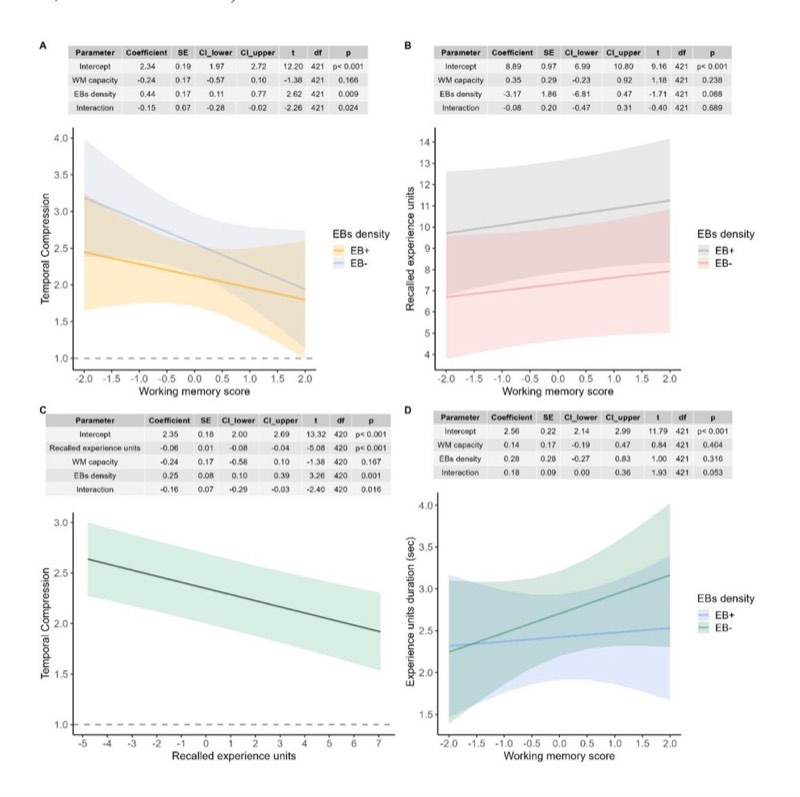 A
Parameter Coefficient SE CI_lower CI_upper t df p
Intercept 2.34 0.19 1.97 2.72 12.20 421 p< 0.001
WM capacity -0.24 0.17 -0.57 0.10 -1.38 421 0.166
EBs density 0.44 0.17 0.11 0.77 2.62 421 0.009
Interaction -0.15 0.07 -0.28 -0.02 -2.26 421 0.024
4.0
3.5
3.0
2.5
2.0
1.5
1.0
Temporal Compression
-2.0 -1.5 -1.0 -0.5 0.0 0.5 1.0 1.5 2.0
Working memory score
EBs density
EB+
EB-
B
Parameter Coefficient SE CI_lower CI_upper t df p
Intercept 8.89 0.97 6.99 10.80 9.16 421 p< 0.001
WM capacity 0.35 0.29 -0.23 0.92 1.18 421 0.238
EBs density -3.17 1.86 -6.81 0.47 -1.71 421 0.088
Interaction -0.08 0.20 -0.47 0.31 -0.40 421 0.689
14
13
12
11
10
9
8
7
6
5
4
Recalled experience units
-2.0 -1.5 -1.0 -0.5 0.0 0.5 1.0 1.5 2.0
Working memory score
EBs density
EB+
EB-
C
Parameter Coefficient SE CI_lower CI_upper t df p
Intercept 2.35 0.18 2.00 2.69 13.32 420 p< 0.001
Recalled experience units -0.06 0.01 -0.08 -0.04 -5.08 420 p< 0.001
WM capacity -0.24 0.17 -0.58 0.10 -1.38 420 0.167
EBs density 0.25 0.08 0.10 0.39 3.26 420 0.001
Interaction -0.16 0.07 -0.29 -0.03 -2.40 420 0.016
3.0
2.5
2.0
1.5
1.0
Temporal Compression
-5 -4 -3 -2 -1 0 1 2 3 4 5 6 7
Recalled experience units
D
Parameter Coefficient SE CI_lower CI_upper t df p
Intercept 2.56 0.22 2.14 2.99 11.79 421 p< 0.001
WM capacity 0.14 0.17 -0.19 0.47 0.84 421 0.404
EBs density 0.28 0.28 -0.27 0.83 1.00 421 0.316
Interaction 0.18 0.09 0.00 0.36 1.93 421 0.053
4.0
3.5
3.0
2.5
2.0
1.5
Experience units duration (sec)
-2.0 -1.5 -1.0 -0.5 0.0 0.5 1.0 1.5 2.0
Working memory score
EBs density
EB+
EB-